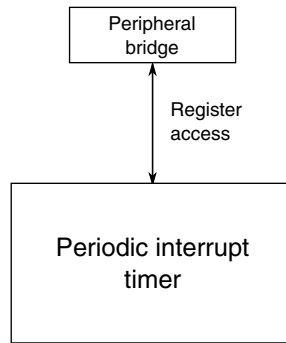 Peripheral
bridge
Register
access
Periodic interrupt
timer